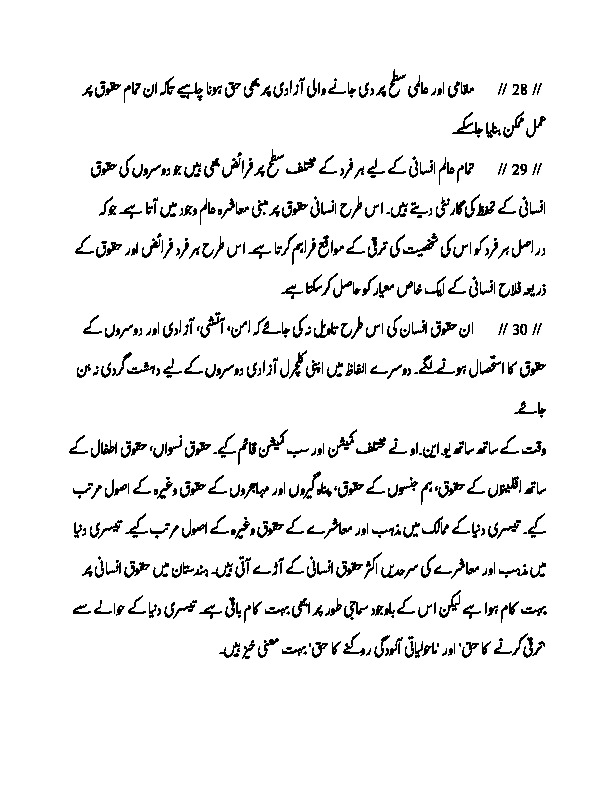 // 28 // مقامی اور عالمی سطح پر دی جانے والی آزادی پر بھی حق ہونا چاہیے تاکہ ان تمام حقوق پر
عمل ممکن بنایا جاسکے۔
// 29 // تمام عالم انسانی کے لیے ہر فرد کے مختلف سطح پر فرائض بھی ہیں جو دوسروں کی حقوق
انسانی کے تحفظ کی گارنٹی دیتے ہیں۔ اس طرح انسانی حقوق پر مبنی معاشرہ عالم وجود میں آتا ہے۔ جو کہ
دراصل ہر فرد کو اس کی شخصیت کی ترقی کے مواقع فراہم کرتا ہے۔ اس طرح ہر فرد فرائض اور حقوق کے
ذریعہ فلاح انسانی کے ایک خاص معیار کو حاصل کرسکتا ہے۔
// 30 // ان حقوق انسان کی اس طرح تاویل نہ کی جائے کہ امن، آتشی، آزادی اور دوسروں کے
حقوق کا استحصال ہونے لگے۔ دوسرے الفاظ میں اپنی کلچرل آزادی دوسروں کے لیے دہشت گردی نہ بن
جائے۔
وقت کے ساتھ ساتھ یو۔این۔او نے مختلف کمیشن اور سب کمیشن قائم کیے۔ حقوق نسواں، حقوق اطفال کے
ساتھ اقلیتوں کے حقوق، ہم جنسوں کے حقوق، پناہ گیروں اور مہاجروں کے حقوق وغیرہ کے اصول مرتب
کیے۔ تیسری دنیا کے ممالک میں مذہب اور معاشرے کے حقوق وغیرہ کے اصول مرتب کیے۔ تیسری دنیا
میں مذہب اور معاشرے کی سرحدیں اکثر حقوق انسانی کے آڑے آتی ہیں۔ ہندستان میں حقوق انسانی پر
بہت کام ہوا ہے لیکن اس کے باوجود سماجی طور پر ابھی بہت کام باقی ہے۔ تیسری دنیا کے حوالے سے
'ترقی کرنے کا حق' اور 'ماحولیاتی آلودگی روکنے کا حق' بہت معنی خیز ہیں۔